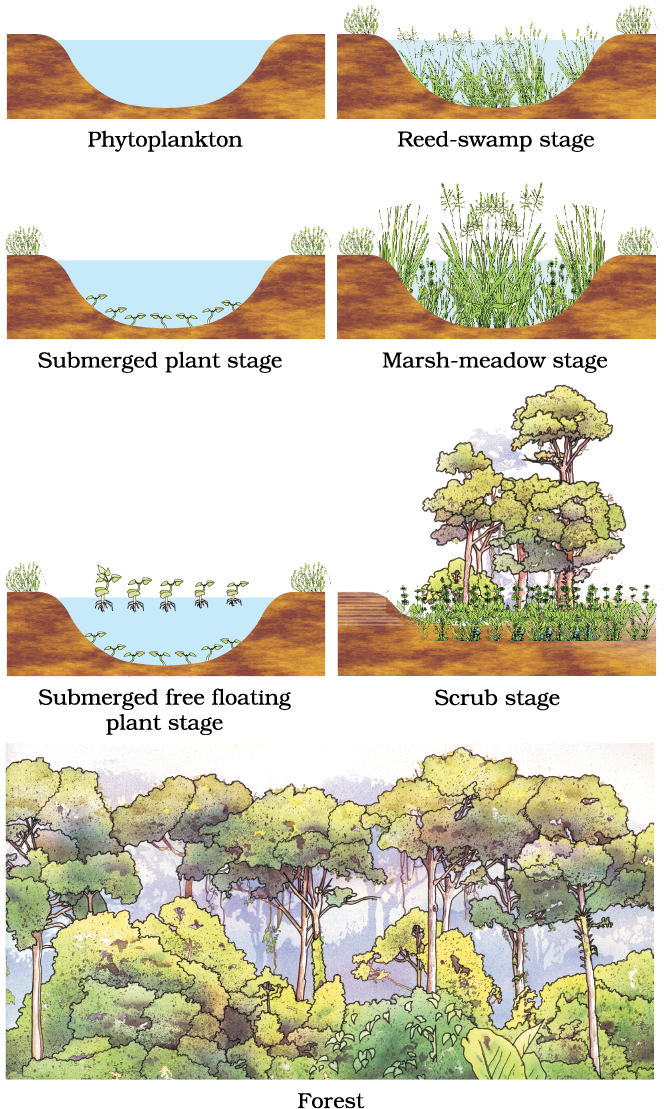 Phytoplankton
Reed-swamp stage
Submerged plant stage
Marsh-meadow stage
Submerged free floating
plant stage
Scrub stage
Forest